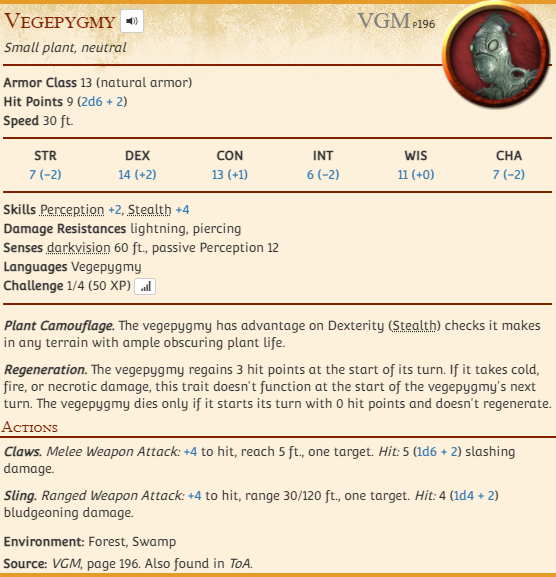 Vegepygmy VGM p196
Small plant, neutral
Armor Class 13 (natural armor)
Hit Points 9 (2d6 + 2)
Speed 30 ft.
STR DEX CON INT WIS CHA
7 (−2) 14 (+2) 13 (+1) 6 (−2) 11 (+0) 7 (−2)
Skills Perception +2, Stealth +4
Damage Resistances lightning, piercing
Senses darkvision 60 ft., passive Perception 12
Languages Vegepygmy
Challenge 1/4 (50 XP)
Plant Camouflage. The vegepygmy has advantage on Dexterity (Stealth) checks it makes
in any terrain with ample obscuring plant life.
Regeneration. The vegepygmy regains 3 hit points at the start of its turn. If it takes cold,
fire, or necrotic damage, this trait doesn't function at the start of the vegepygmy's next
turn. The vegepygmy dies only if it starts its turn with 0 hit points and doesn't regenerate.
Actions
Claws. Melee Weapon Attack: +4 to hit, reach 5 ft., one target. Hit: 5 (1d6 + 2) slashing
damage.
Sling. Ranged Weapon Attack: +4 to hit, range 30/120 ft., one target. Hit: 4 (1d4 + 2)
bludgeoning damage.
Environment: Forest, Swamp
Source: VGM, page 196. Also found in ToA.